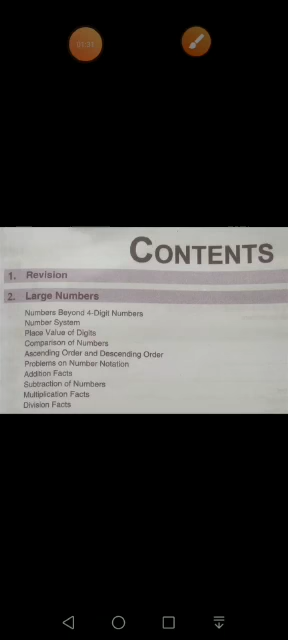 CONTENTS
1. Revision
2. Large Numbers
Numbers Beyond 4-Digit Numbers
Number System
Place Value of Digits
Comparison of Numbers
Ascending Order and Descending Order
Problems on Number Notation
Addition Facts
Subtraction of Numbers
Multiplication Facts
Division Facts